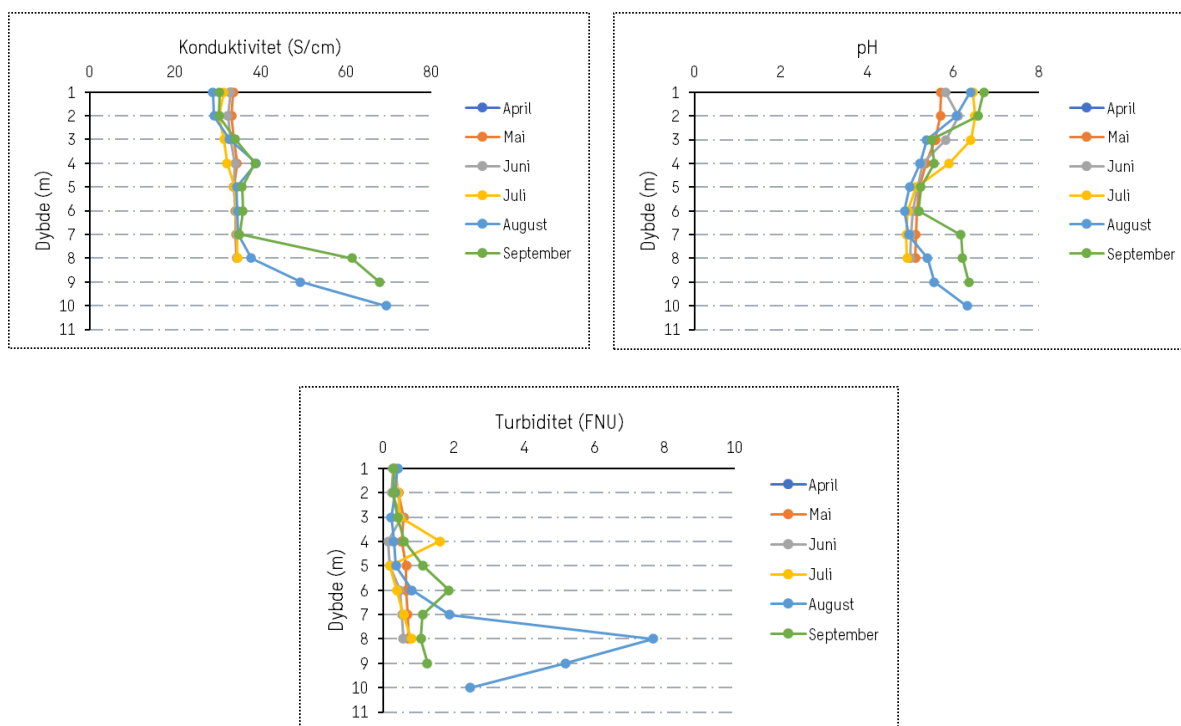 Konduktivitet (S/cm)
0 20 40 60 80
1
2
3
4
5
6
7
8
9
10
11
Dybde (m)
April
Mai
Juni
Juli
August
September
pH
0 2 4 6 8
1
2
3
4
5
6
7
8
9
10
11
Dybde (m)
April
Mai
Juni
Juli
August
September
Turbiditet (FNU)
0 2 4 6 8 10
1
2
3
4
5
6
7
8
9
10
11
Dybde (m)
April
Mai
Juni
Juli
August
September